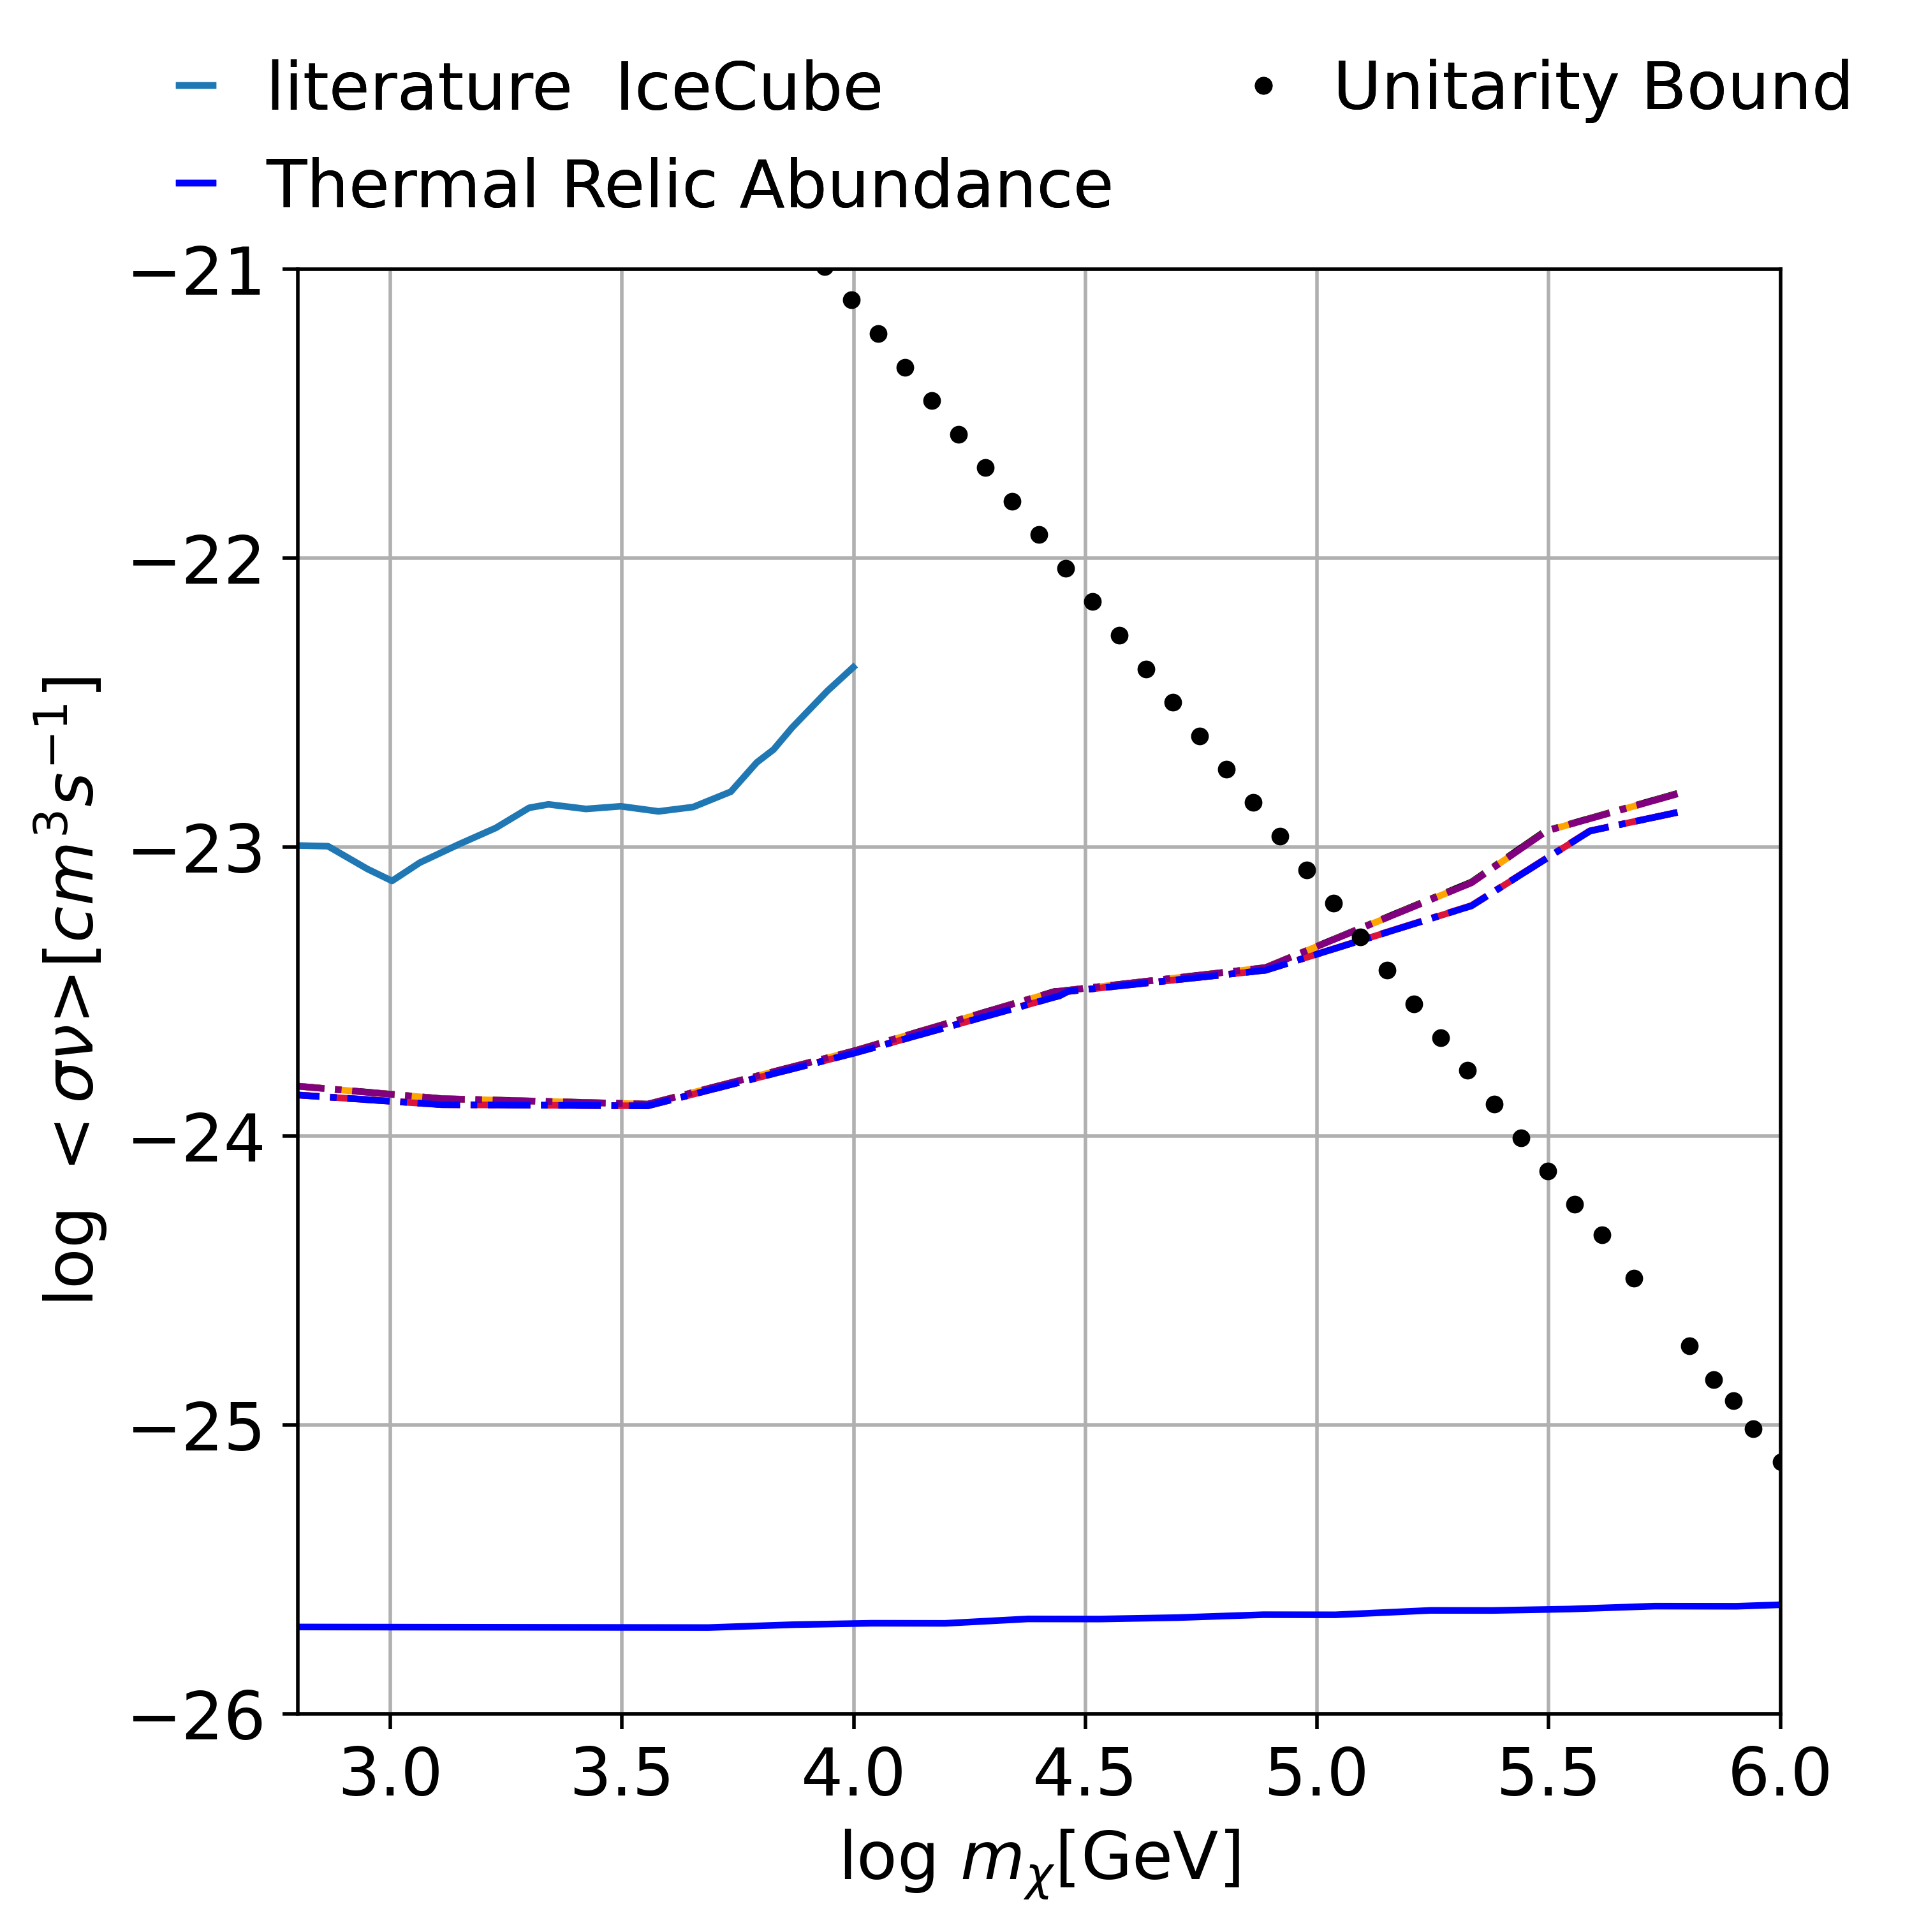 literature IceCube
Unitarity Bound
Thermal Relic Abundance
−21
−22
−23
−24
−25
−26
log < σν>[cm³s⁻¹]
3.0 3.5 4.0 4.5 5.0 5.5 6.0
log mᵪ[GeV]